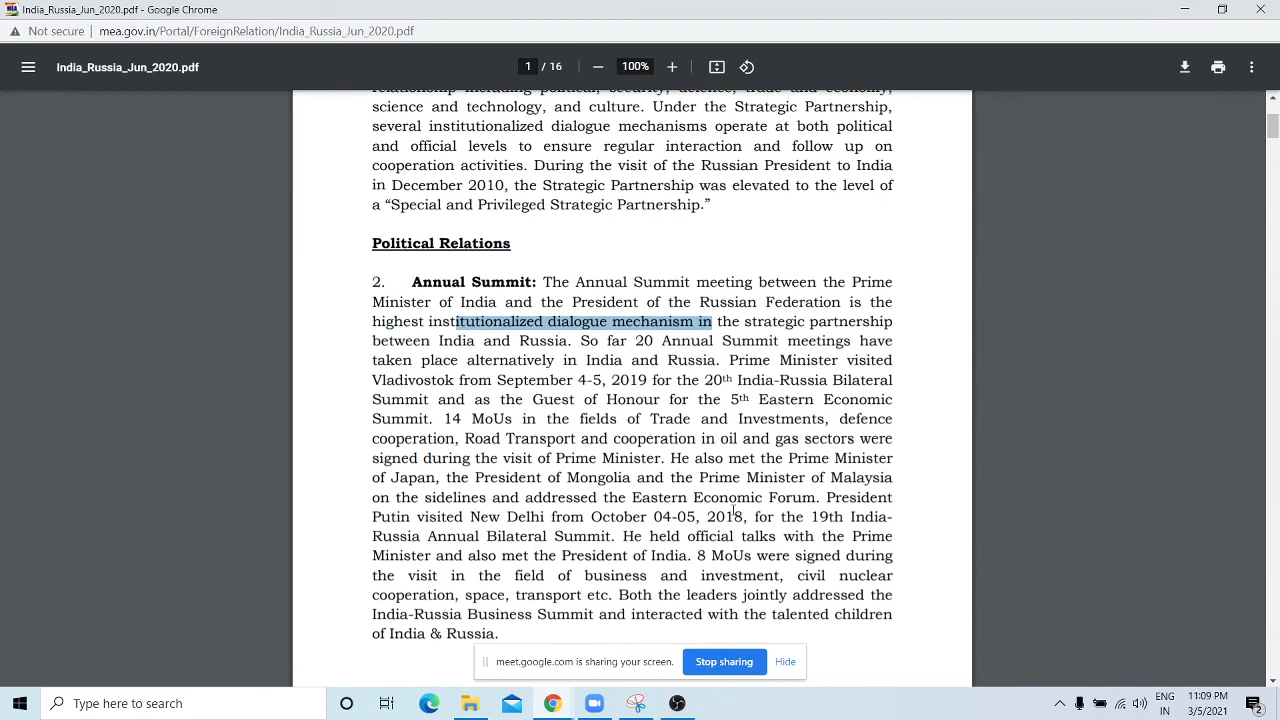 India_Russia_Jun_2020.pdf - Google Chrome
Not secure | mea.gov.in/Portal/ForeignRelation/India_Russia_Jun_2020.pdf
India_Russia_Jun_2020.pdf 1 / 16 100%
relationship including political, security, defence, trade and economy,
science and technology, and culture. Under the Strategic Partnership,
several institutionalized dialogue mechanisms operate at both political
and official levels to ensure regular interaction and follow up on
cooperation activities. During the visit of the Russian President to India
in December 2010, the Strategic Partnership was elevated to the level of
a “Special and Privileged Strategic Partnership.”
Political Relations
2. Annual Summit: The Annual Summit meeting between the Prime
Minister of India and the President of the Russian Federation is the
highest institutionalized dialogue mechanism in the strategic partnership
between India and Russia. So far 20 Annual Summit meetings have
taken place alternatively in India and Russia. Prime Minister visited
Vladivostok from September 4-5, 2019 for the 20th India-Russia Bilateral
Summit and as the Guest of Honour for the 5th Eastern Economic
Summit. 14 MoUs in the fields of Trade and Investments, defence
cooperation, Road Transport and cooperation in oil and gas sectors were
signed during the visit of Prime Minister. He also met the Prime Minister
of Japan, the President of Mongolia and the Prime Minister of Malaysia
on the sidelines and addressed the Eastern Economic Forum. President
Putin visited New Delhi from October 04-05, 2018, for the 19th India-
Russia Annual Bilateral Summit. He held official talks with the Prime
Minister and also met the President of India. 8 MoUs were signed during
the visit in the field of business and investment, civil nuclear
cooperation, space, transport etc. Both the leaders jointly addressed the
India-Russia Business Summit and interacted with the talented children
of India & Russia.
meet.google.com is sharing your screen. Stop sharing Hide
Type here to search
ENG 11:09 PM
IN 3/5/2021 2